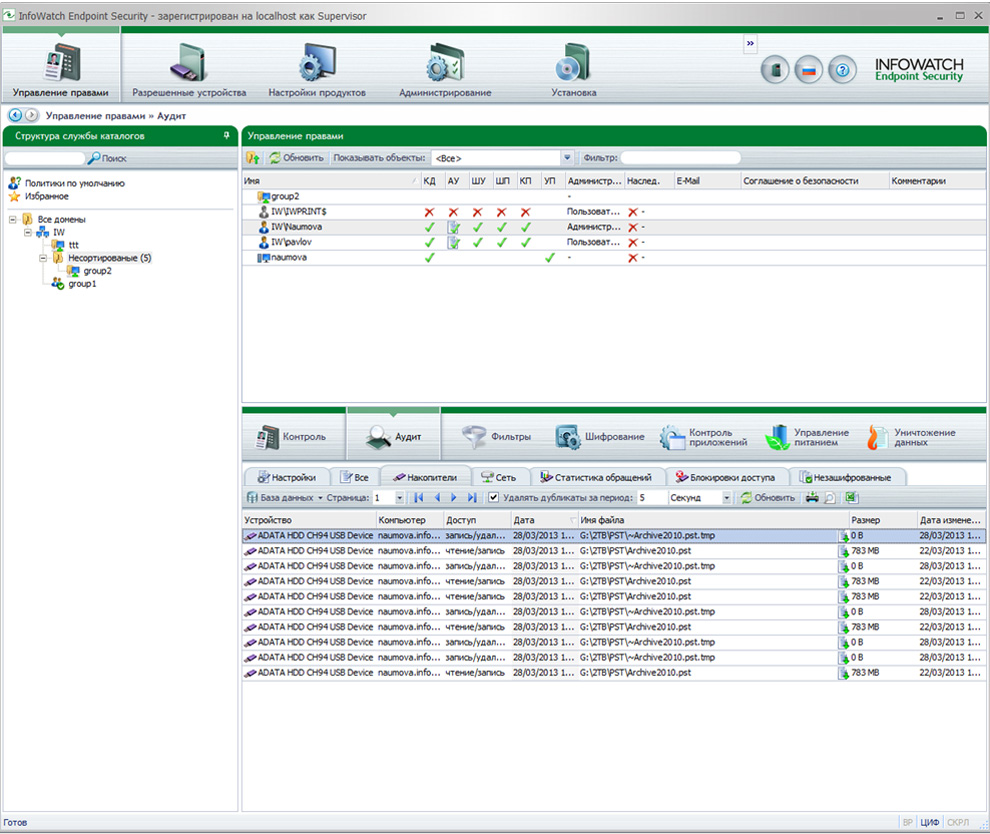 InfoWatch Endpoint Security - зарегистрирован на localhost как Supervisor
Управление правами Разрешенные устройства Настройки продуктов Администрирование Установка »
INFOWATCH
Endpoint Security
Управление правами » Аудит
Структура службы каталогов
Поиск
Политики по умолчанию
Избранное
Все домены
IW
ttt
Несортированые (5)
group2
group1
Управление правами
Обновить Показывать объекты: <Все> Фильтр:
Имя КД АУ ШУ ШП КП УП Администр... Наслед. E-Mail Соглашение о безопасности Комментарии
group2 -
IW\IWPRINT$ Пользоват... -
IW\Naumova Администр... -
IW\pavlov Пользоват... -
naumova - -
Контроль Аудит Фильтры Шифрование Контроль приложений Управление питанием Уничтожение данных
Настройки Все Накопители Сеть Статистика обращений Блокировки доступа Незашифрованные
База данных Страница: 1 Удалять дубликаты за период: 5 Секунд Обновить
Устройство Компьютер Доступ Дата Имя файла Размер Дата измене...
ADATA HDD CH94 USB Device naumova.info... запись/удал... 28/03/2013 1... G:\2TB\PST\~Archive2010.pst.tmp 0 B 28/03/2013 1...
ADATA HDD CH94 USB Device naumova.info... чтение/запись 28/03/2013 1... G:\2TB\PST\Archive2010.pst 783 MB 22/03/2013 1...
ADATA HDD CH94 USB Device naumova.info... запись/удал... 28/03/2013 1... G:\2TB\PST\~Archive2010.pst.tmp 0 B 28/03/2013 1...
ADATA HDD CH94 USB Device naumova.info... чтение/запись 28/03/2013 1... G:\2TB\PST\Archive2010.pst 783 MB 22/03/2013 1...
ADATA HDD CH94 USB Device naumova.info... чтение/запись 28/03/2013 1... G:\2TB\PST\Archive2010.pst 783 MB 22/03/2013 1...
ADATA HDD CH94 USB Device naumova.info... запись/удал... 28/03/2013 1... G:\2TB\PST\~Archive2010.pst.tmp 0 B 28/03/2013 1...
ADATA HDD CH94 USB Device naumova.info... чтение/запись 28/03/2013 1... G:\2TB\PST\Archive2010.pst 783 MB 22/03/2013 1...
ADATA HDD CH94 USB Device naumova.info... запись/удал... 28/03/2013 1... G:\2TB\PST\~Archive2010.pst.tmp 0 B 28/03/2013 1...
ADATA HDD CH94 USB Device naumova.info... запись/удал... 28/03/2013 1... G:\2TB\PST\~Archive2010.pst.tmp 0 B 28/03/2013 1...
ADATA HDD CH94 USB Device naumova.info... чтение/запись 28/03/2013 1... G:\2TB\PST\Archive2010.pst 783 MB 22/03/2013 1...
Готов ВР ЦИФ СКРЛ